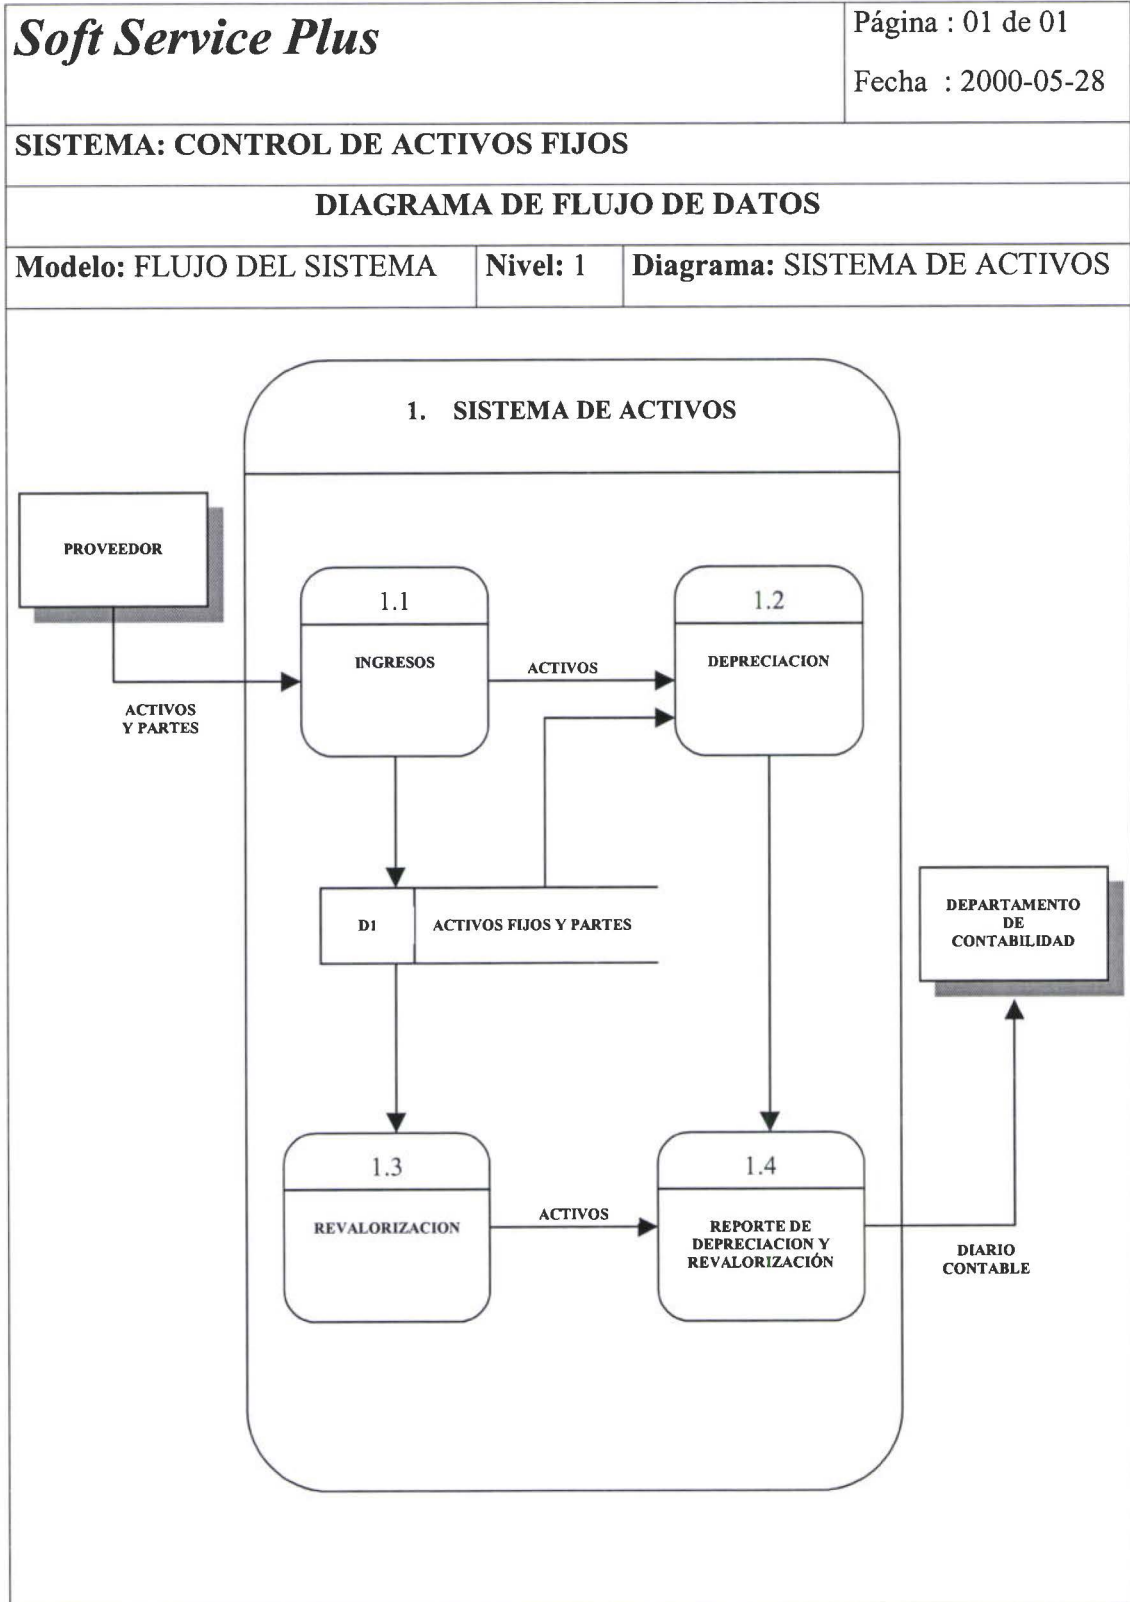 Soft Service Plus
Página : 01 de 01
Fecha : 2000-05-28
SISTEMA: CONTROL DE ACTIVOS FIJOS
DIAGRAMA DE FLUJO DE DATOS
Modelo: FLUJO DEL SISTEMA
Nivel: 1
Diagrama: SISTEMA DE ACTIVOS
1. SISTEMA DE ACTIVOS
PROVEEDOR
ACTIVOS
Y PARTES
1.1
INGRESOS
ACTIVOS
1.2
DEPRECIACION
D1
ACTIVOS FIJOS Y PARTES
DEPARTAMENTO
DE
CONTABILIDAD
1.3
REVALORIZACION
ACTIVOS
1.4
REPORTE DE
DEPRECIACION Y
REVALORIZACIÓN
DIARIO
CONTABLE